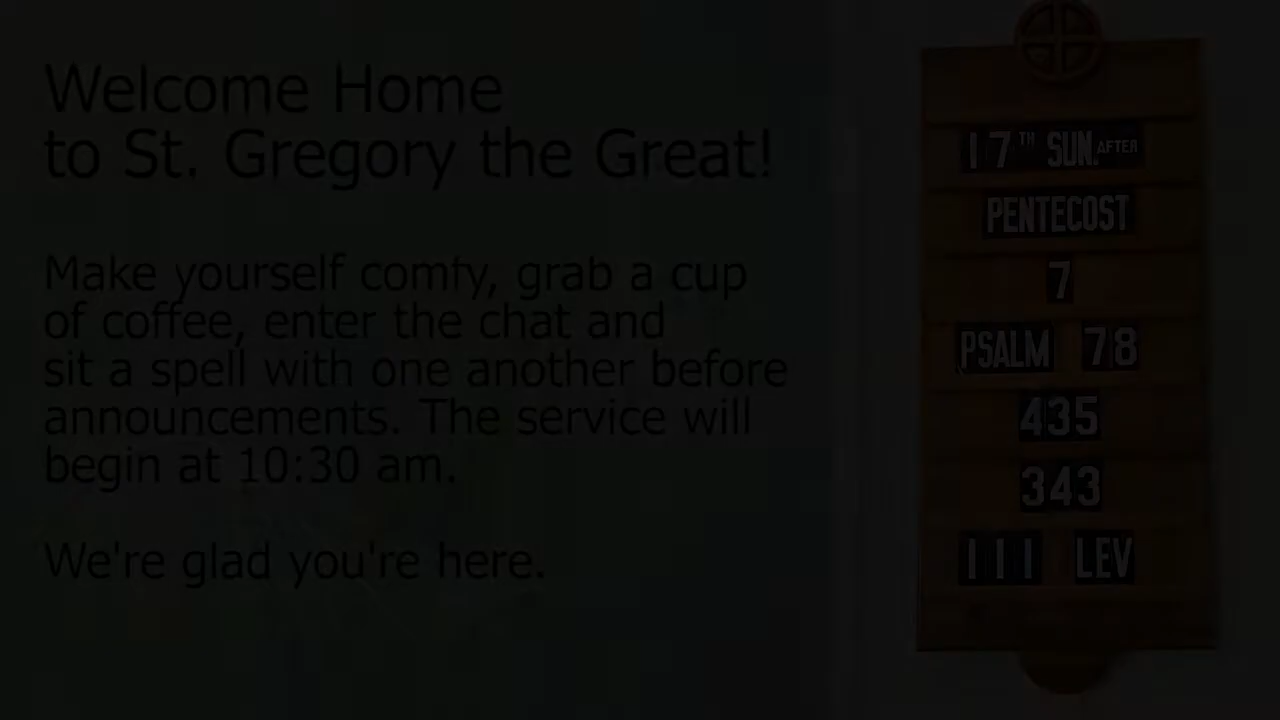 Welcome Home
to St. Gregory the Great!
Make yourself comfy, grab a cup
of coffee, enter the chat and
sit a spell with one another before
announcements. The service will
begin at 10:30 am.
We're glad you're here.
17TH SUN. AFTER
PENTECOST
7
PSALM 78
435
343
111 LEV